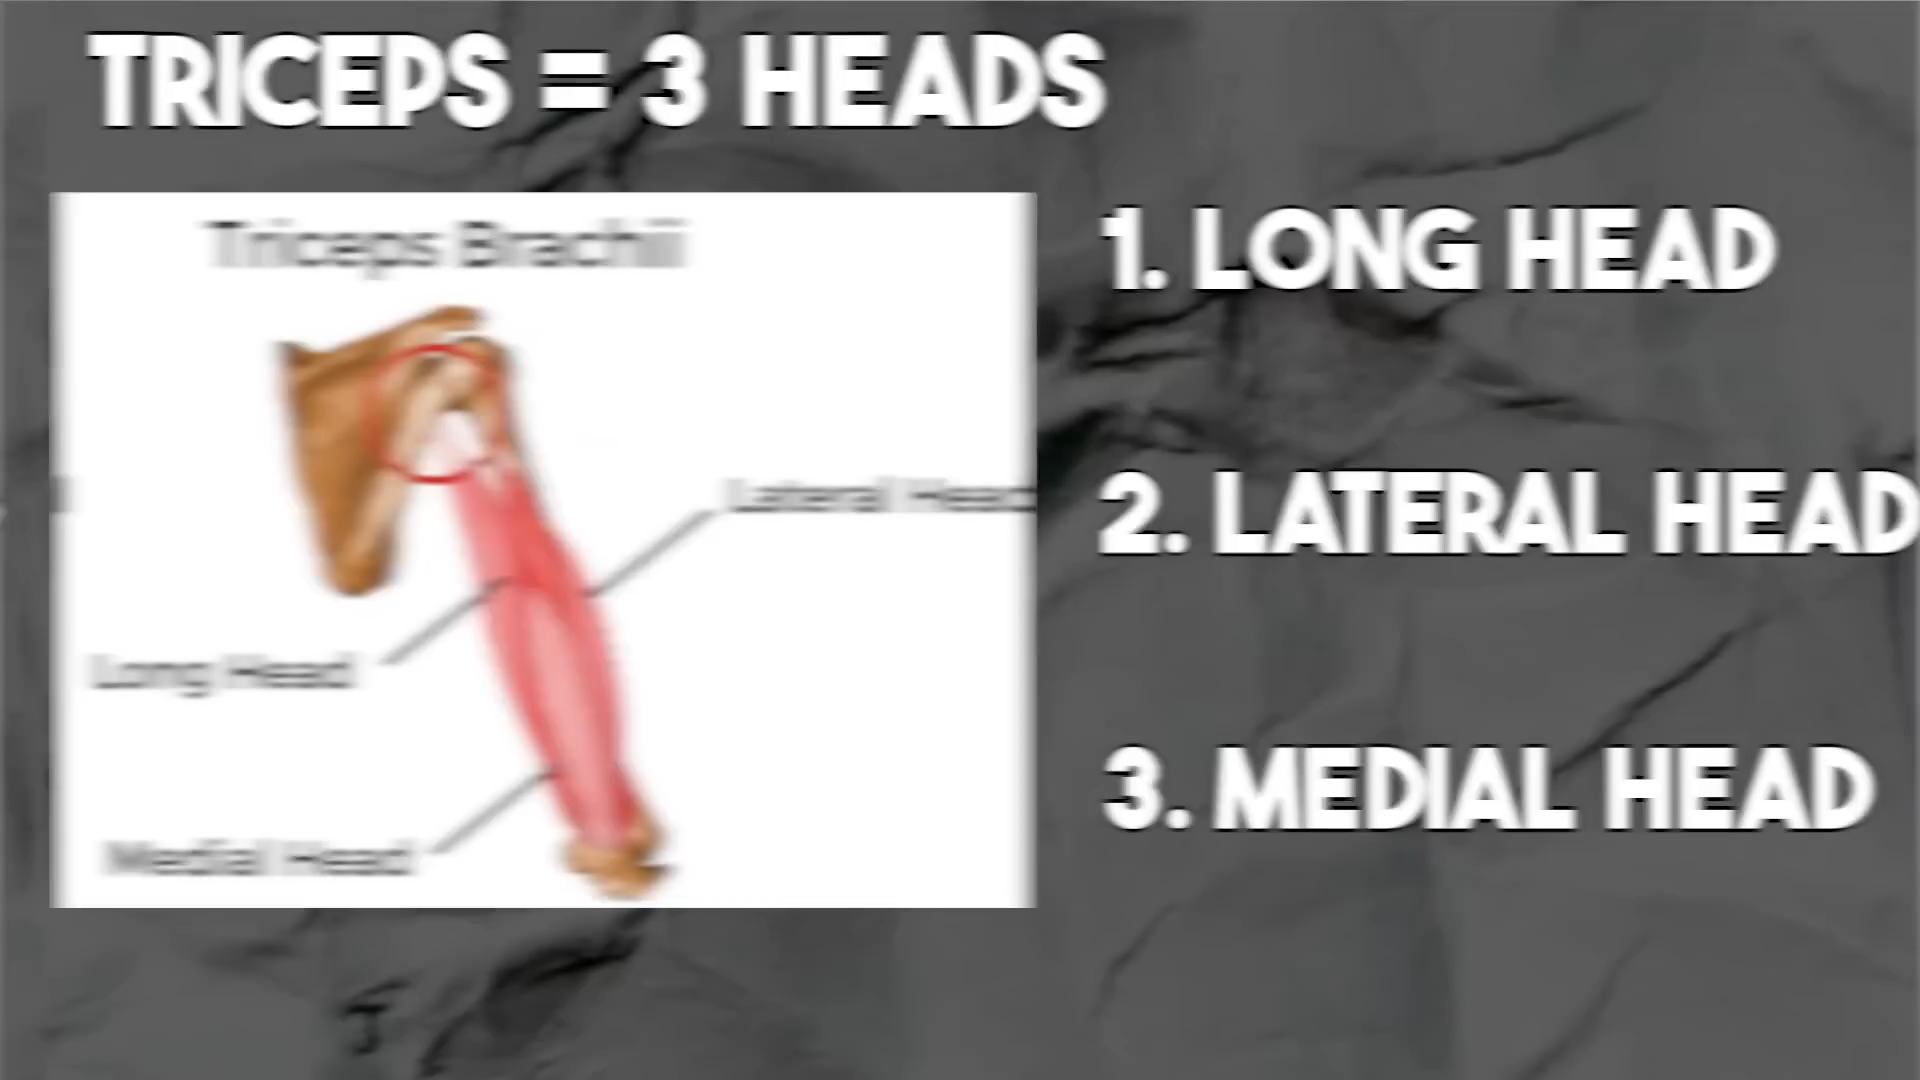 TRICEPS = 3 HEADS
Triceps Brachii
1. LONG HEAD
Lateral Head
2. LATERAL HEAD
Long Head
3. MEDIAL HEAD
Medial Head